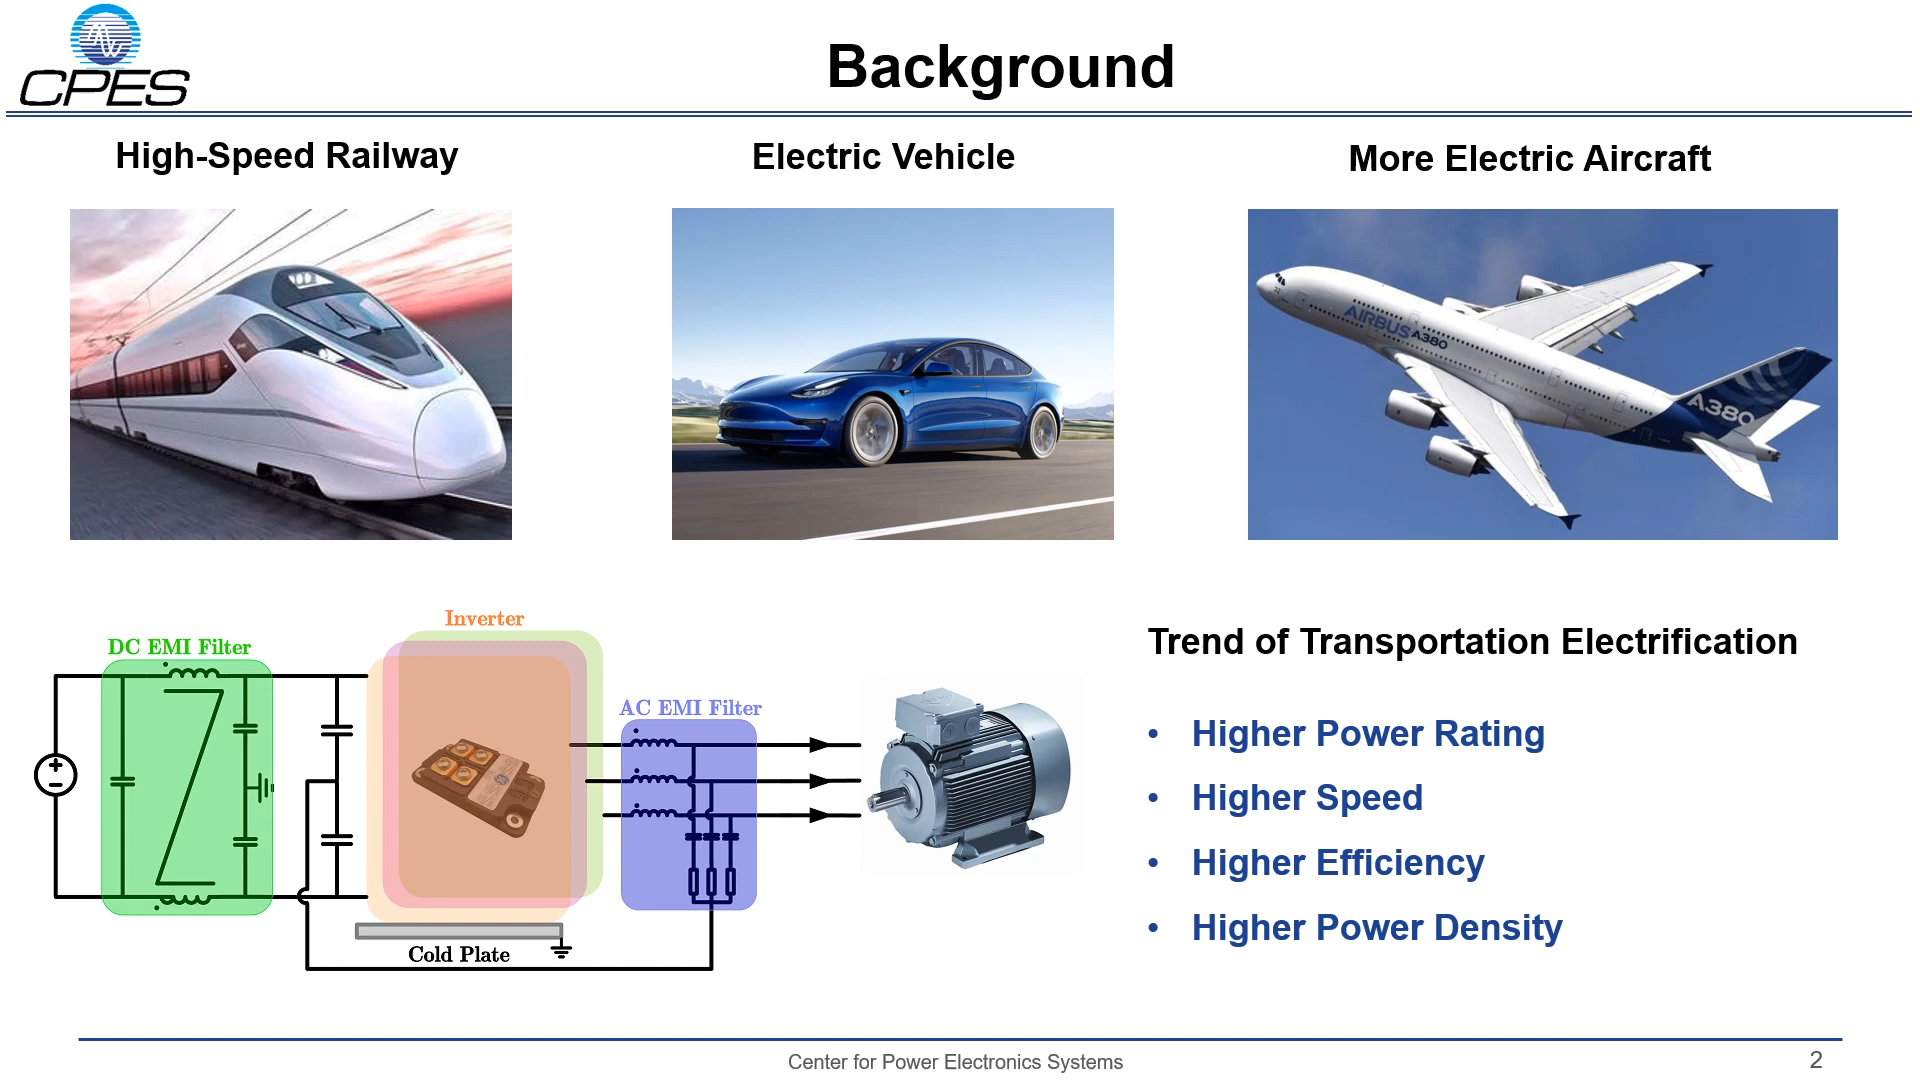 CPES
Background
High-Speed Railway
Electric Vehicle
More Electric Aircraft
AIRBUS A380
A380
Inverter
DC EMI Filter
AC EMI Filter
Cold Plate
Trend of Transportation Electrification
• Higher Power Rating
• Higher Speed
• Higher Efficiency
• Higher Power Density
Center for Power Electronics Systems
2